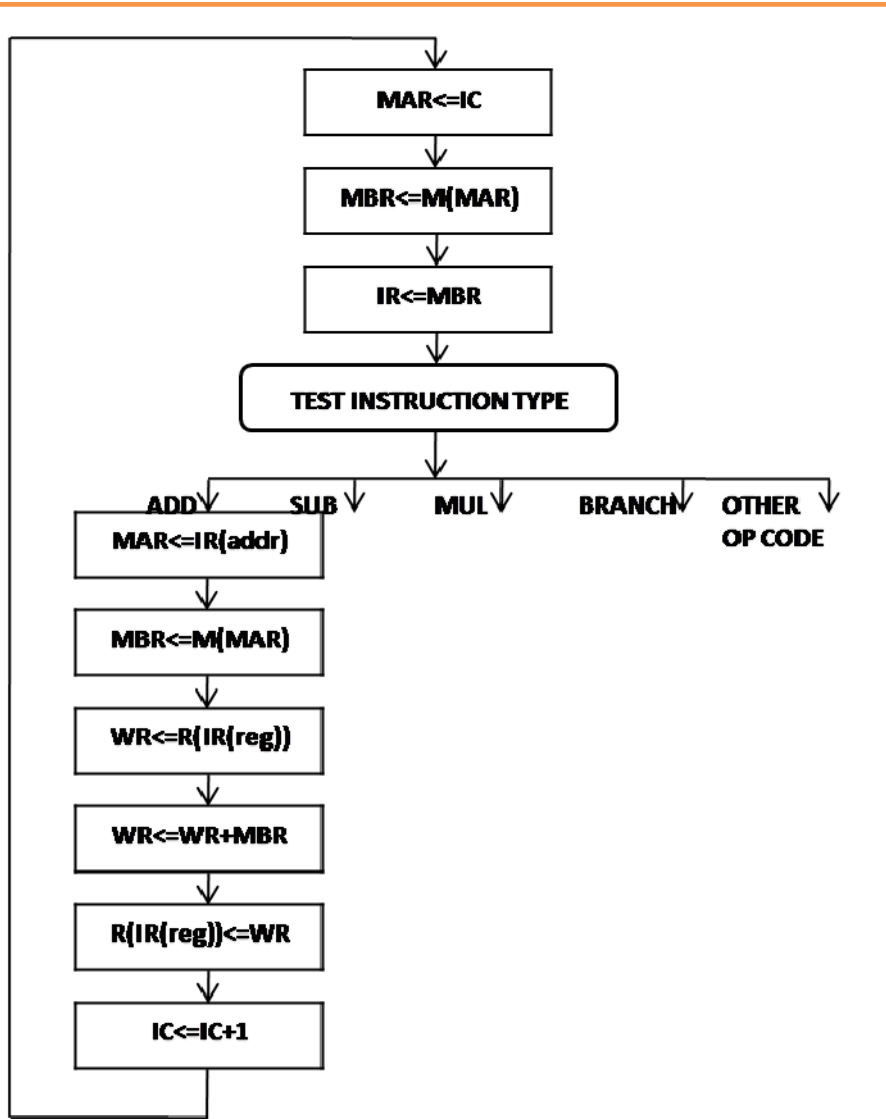 MAR<=IC
MBR<=M(MAR)
IR<=MBR
TEST INSTRUCTION TYPE
ADD SUB MUL BRANCH OTHER
OP CODE
MAR<=IR(addr)
MBR<=M(MAR)
WR<=R(IR(reg))
WR<=WR+MBR
R(IR(reg))<=WR
IC<=IC+1